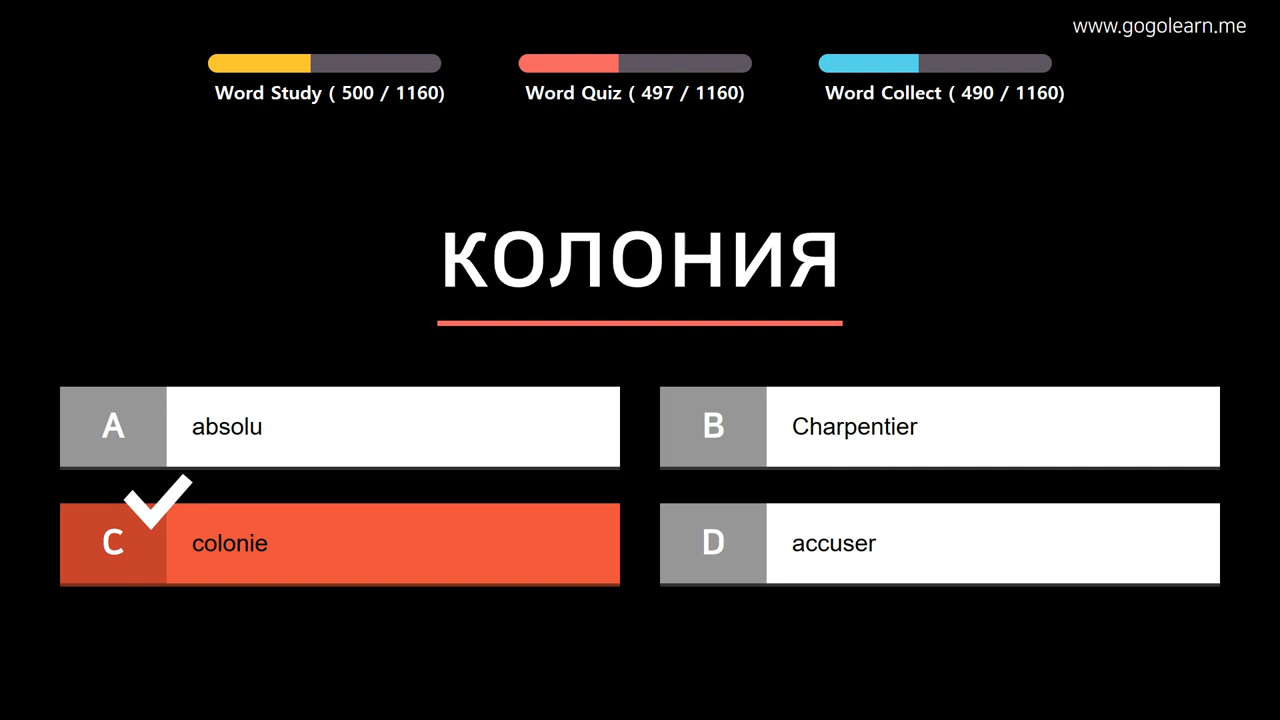 www.gogolearn.me
Word Study ( 500 / 1160)
Word Quiz ( 497 / 1160)
Word Collect ( 490 / 1160)
колония
A absolu
B Charpentier
C colonie
D accuser